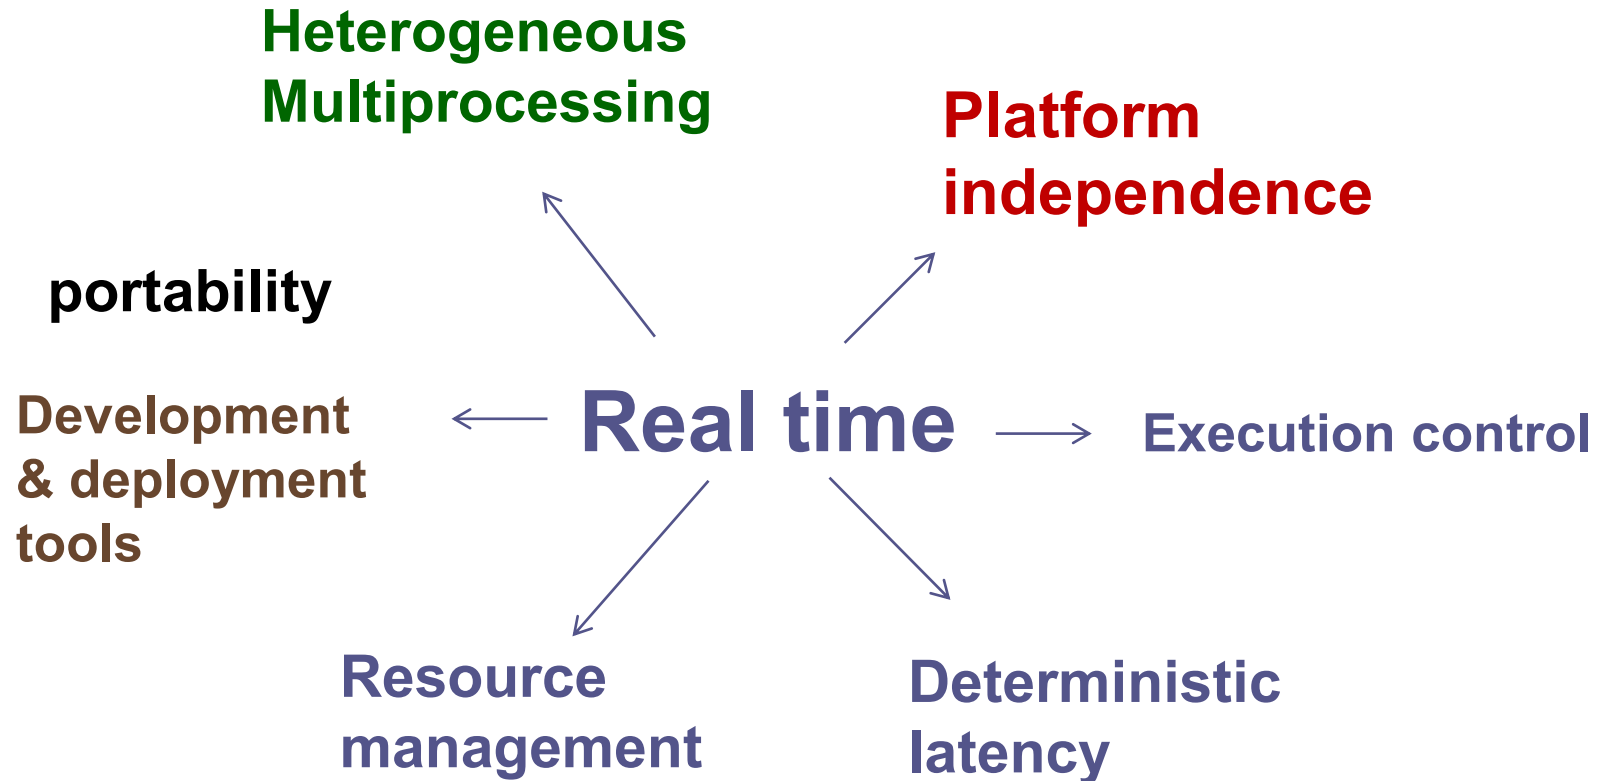 Heterogeneous
Multiprocessing
Platform
independence
portability
Development
& deployment
tools
Real time
Execution control
Resource
management
Deterministic
latency